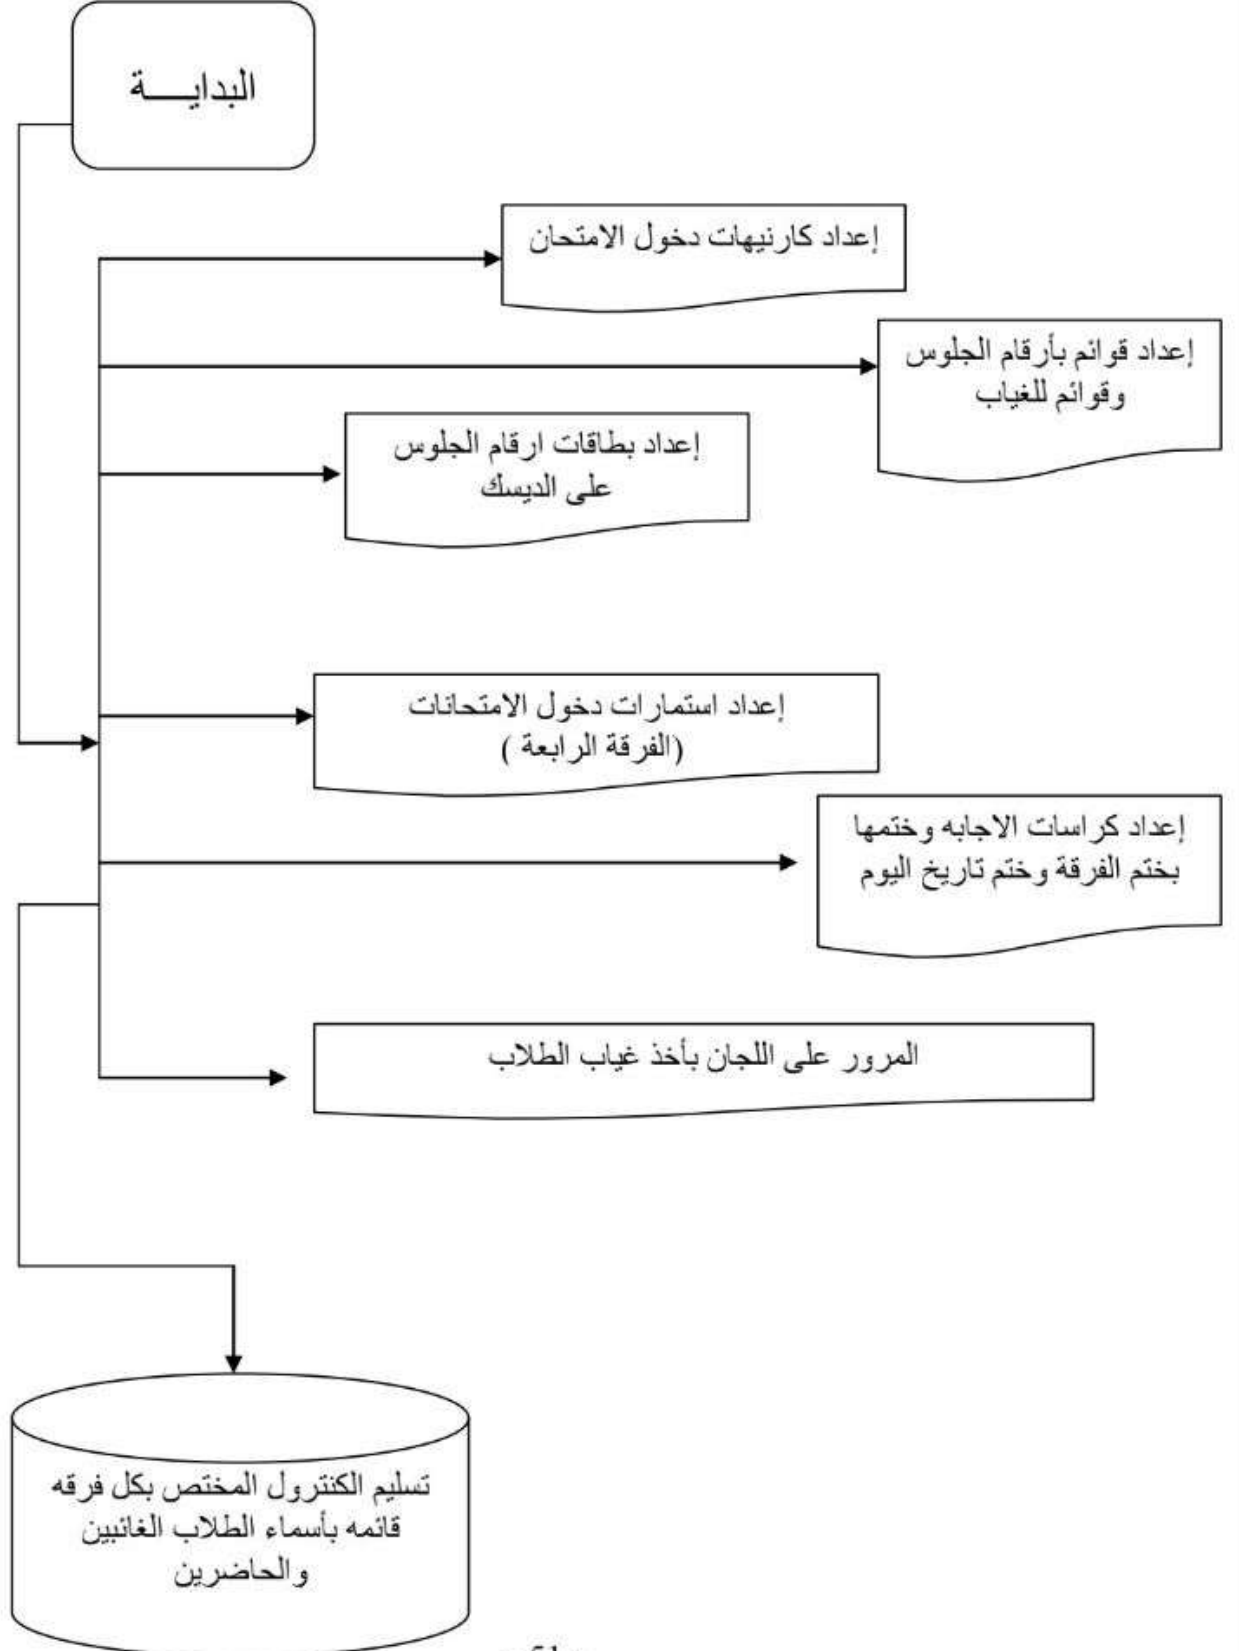 البدايـــــة
إعداد كارنيهات دخول الامتحان
إعداد قوائم بأرقام الجلوس
وقوائم للغياب
إعداد بطاقات ارقام الجلوس
على الديسك
إعداد استمارات دخول الامتحانات
(الفرقة الرابعة )
إعداد كراسات الاجابه وختمها
بختم الفرقة وختم تاريخ اليوم
المرور على اللجان بأخذ غياب الطلاب
تسليم الكنترول المختص بكل فرقه
قائمه بأسماء الطلاب الغائبين
والحاضرين